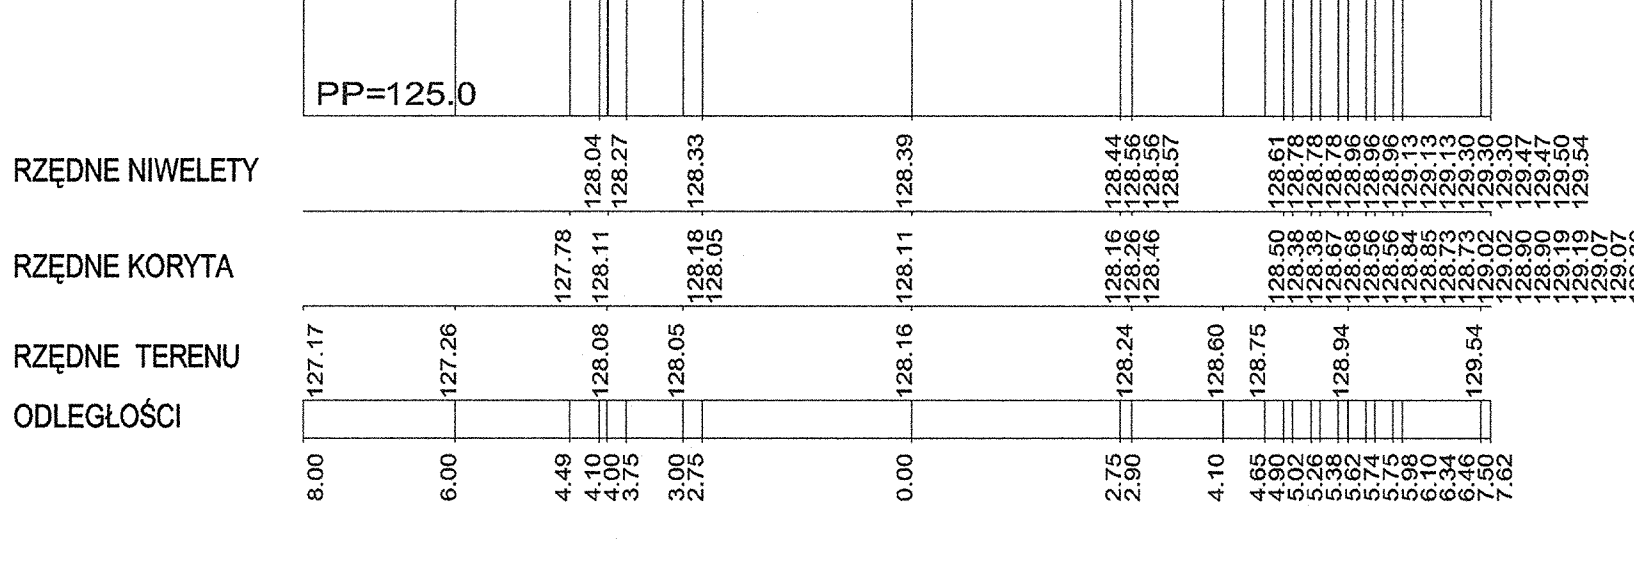 PP=125.0
RZĘDNE NIWELETY 128.04 128.27 128.33 128.39 128.44 128.56 128.56 128.57 128.61 128.78 128.78 128.78 128.96 128.96 128.96 129.13 129.13 129.13 129.30 129.30 129.30 129.47 129.47 129.50 129.54
RZĘDNE KORYTA 127.78 128.11 128.18 128.05 128.11 128.16 128.26 128.46 128.50 128.38 128.38 128.67 128.68 128.56 128.56 128.84 128.85 128.73 128.73 129.02 129.02 128.90 128.90 129.19 129.19 129.07 129.07
RZĘDNE TERENU 127.17 127.26 128.08 128.05 128.16 128.24 128.60 128.75 128.94 129.54
ODLEGŁOŚCI
8.00 6.00 4.49 4.10 4.00 3.75 3.00 2.75 0.00 2.75 2.90 4.10 4.65 4.90 5.02 5.26 5.38 5.62 5.74 5.75 5.98 6.10 6.34 6.46 7.50 7.62